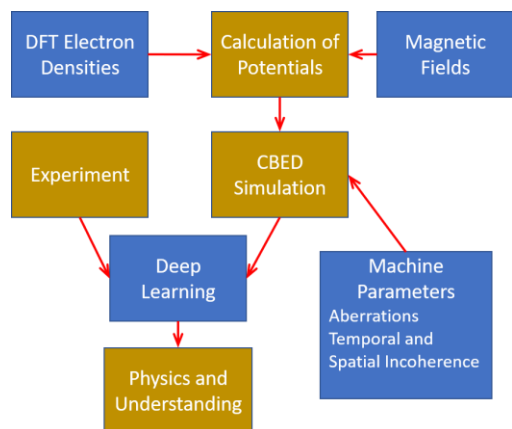 DFT Electron
Densities
Calculation of
Potentials
Magnetic
Fields
Experiment
CBED
Simulation
Deep
Learning
Machine
Parameters
Aberrations
Temporal and
Spatial Incoherence
Physics and
Understanding